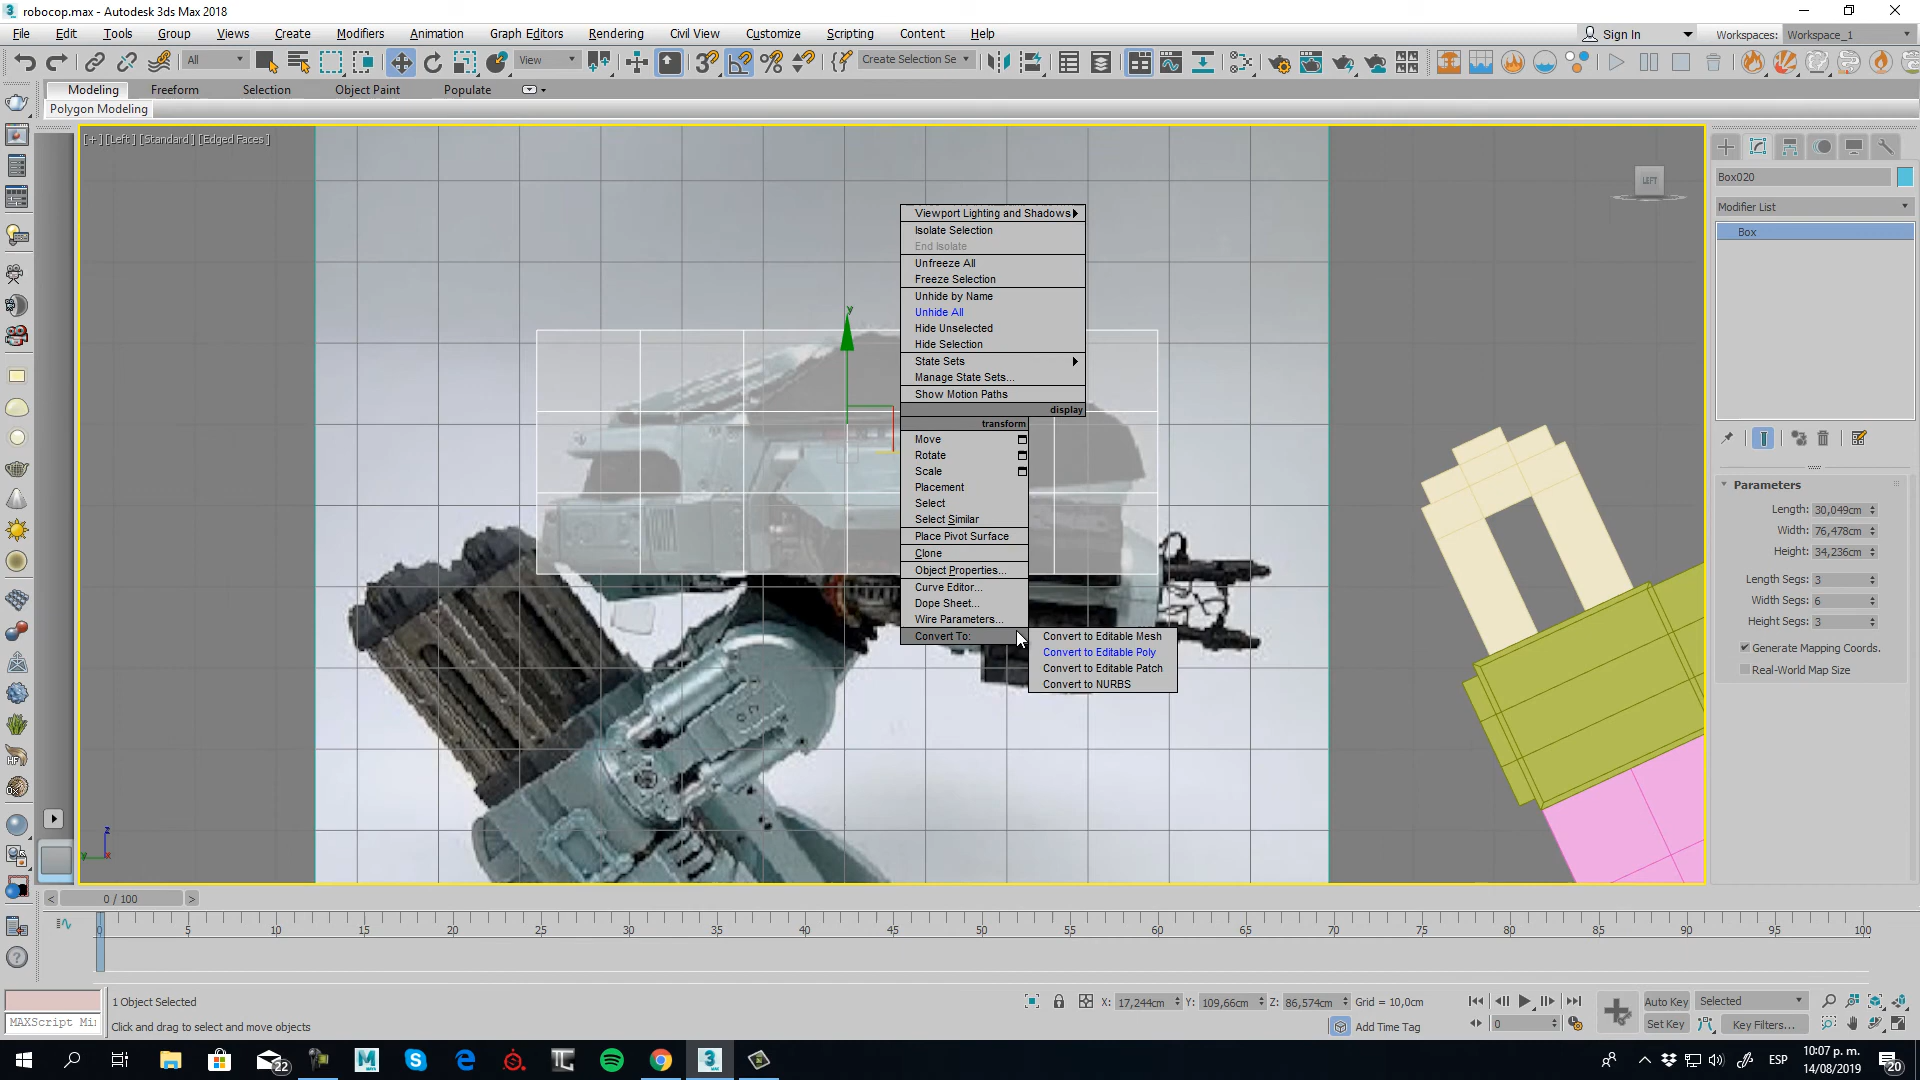 robocop.max - Autodesk 3ds Max 2018
File Edit Tools Group Views Create Modifiers Animation Graph Editors Rendering Civil View Customize Scripting Content Help
Sign In
Workspaces: Workspace_1
All
View
Create Selection Se
Modeling Freeform Selection Object Paint Populate
Polygon Modeling
[+] [Left] [Standard] [Edged Faces]
LEFT
y
Viewport Lighting and Shadows
Isolate Selection
End Isolate
Unfreeze All
Freeze Selection
Unhide by Name
Unhide All
Hide Unselected
Hide Selection
State Sets
Manage State Sets...
Show Motion Paths
display
transform
Move
Rotate
Scale
Placement
Select
Select Similar
Place Pivot Surface
Clone
Object Properties...
Curve Editor...
Dope Sheet...
Wire Parameters...
Convert To:
Convert to Editable Mesh
Convert to Editable Poly
Convert to Editable Patch
Convert to NURBS
Box020
Modifier List
Box
Parameters
Length: 30,049cm
Width: 76,478cm
Height: 34,236cm
Length Segs: 3
Width Segs: 6
Height Segs: 3
Generate Mapping Coords.
Real-World Map Size
z
y
x
0 / 100
0 5 10 15 20 25 30 35 40 45 50 55 60 65 70 75 80 85 90 95 100
1 Object Selected
X: 17,244cm Y: 109,66cm Z: 86,574cm Grid = 10,0cm
Auto Key Selected
MAXScript Mi
Click and drag to select and move objects
Add Time Tag
0
Set Key Key Filters...
22
ESP
10:07 p. m.
14/08/2019
20